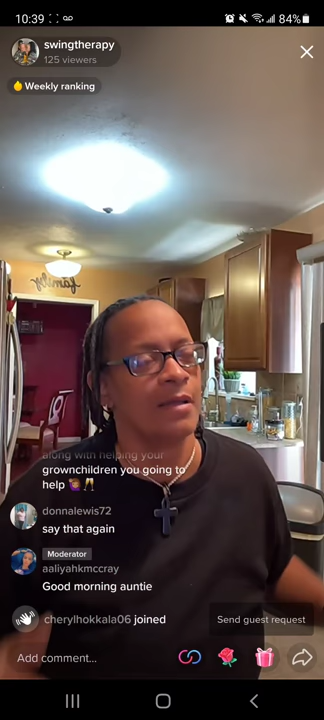 10:39
84%
swingtherapy
125 viewers
Weekly ranking
family
along with helping your
grownchildren you going to
help
donnalewis72
say that again
Moderator
aaliyahkmccray
Good morning auntie
cherylhokkala06 joined
Send guest request
Add comment...